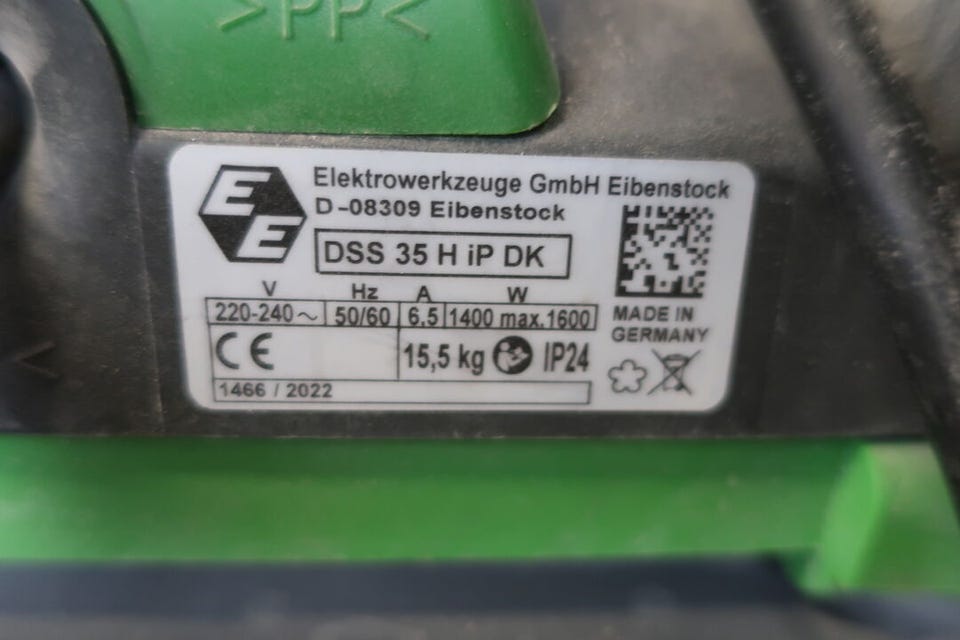 >PP<
E
E
Elektrowerkzeuge GmbH Eibenstock
D-08309 Eibenstock
DSS 35 H iP DK
V Hz A W
220-240~ 50/60 6,5 1400 max.1600
CE 15,5 kg IP24
1466 / 2022
MADE IN
GERMANY